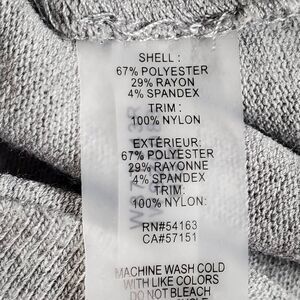 SHELL :
67% POLYESTER
29% RAYON
4% SPANDEX
TRIM :
100% NYLON
EXTÉRIEUR:
67% POLYESTER
29% RAYONNE
4% SPANDEX
TRIM:
100% NYLON:
RN#54163
CA#57151
MACHINE WASH COLD
WITH LIKE COLORS
DO NOT BLEACH